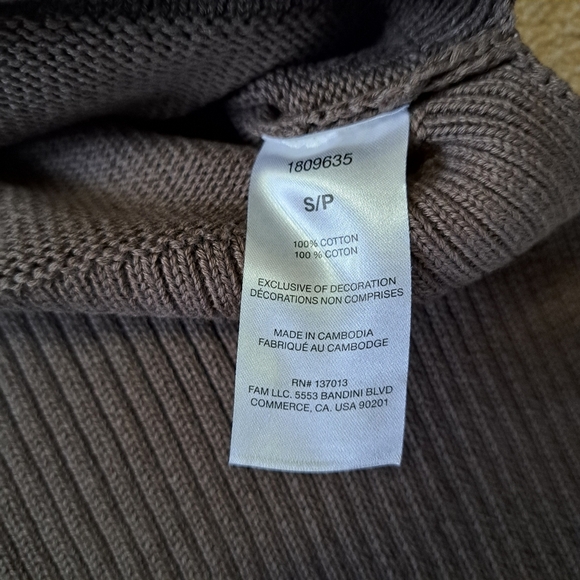 1809635
S/P
100% COTTON
100 % COTON
EXCLUSIVE OF DECORATION
DÉCORATIONS NON COMPRISES
MADE IN CAMBODIA
FABRIQUÉ AU CAMBODGE
RN# 137013
FAM LLC. 5553 BANDINI BLVD
COMMERCE, CA. USA 90201